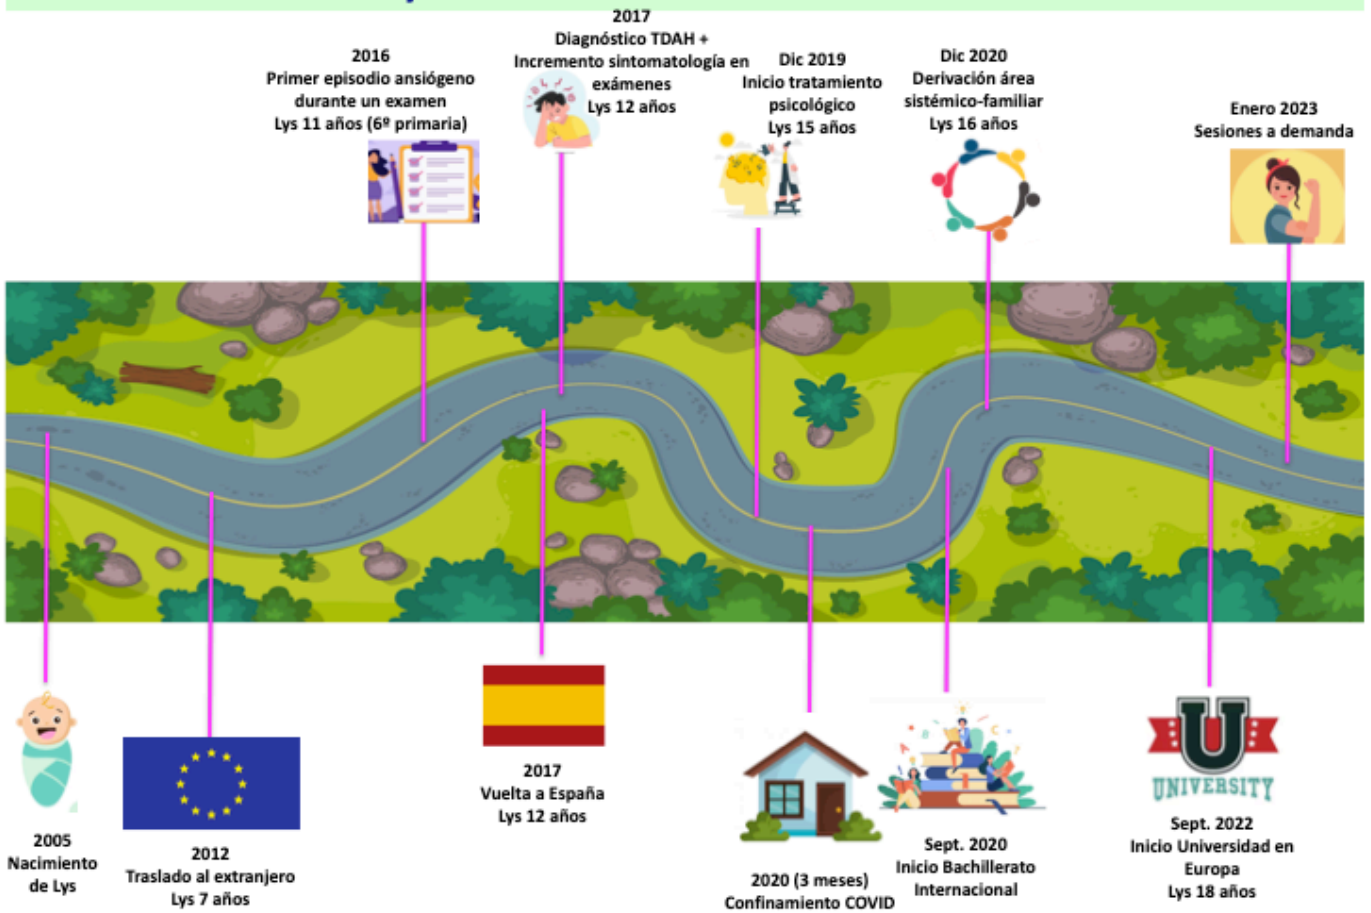 2016
Primer episodio ansiógeno
durante un examen
Lys 11 años (6º primaria)
2017
Diagnóstico TDAH +
Incremento sintomatología en
exámenes
Lys 12 años
Dic 2019
Inicio tratamiento
psicológico
Lys 15 años
Dic 2020
Derivación área
sistémico-familiar
Lys 16 años
Enero 2023
Sesiones a demanda
2005
Nacimiento
de Lys
2012
Traslado al extranjero
Lys 7 años
2017
Vuelta a España
Lys 12 años
2020 (3 meses)
Confinamiento COVID
Sept. 2020
Inicio Bachillerato
Internacional
U
UNIVERSITY
Sept. 2022
Inicio Universidad en
Europa
Lys 18 años